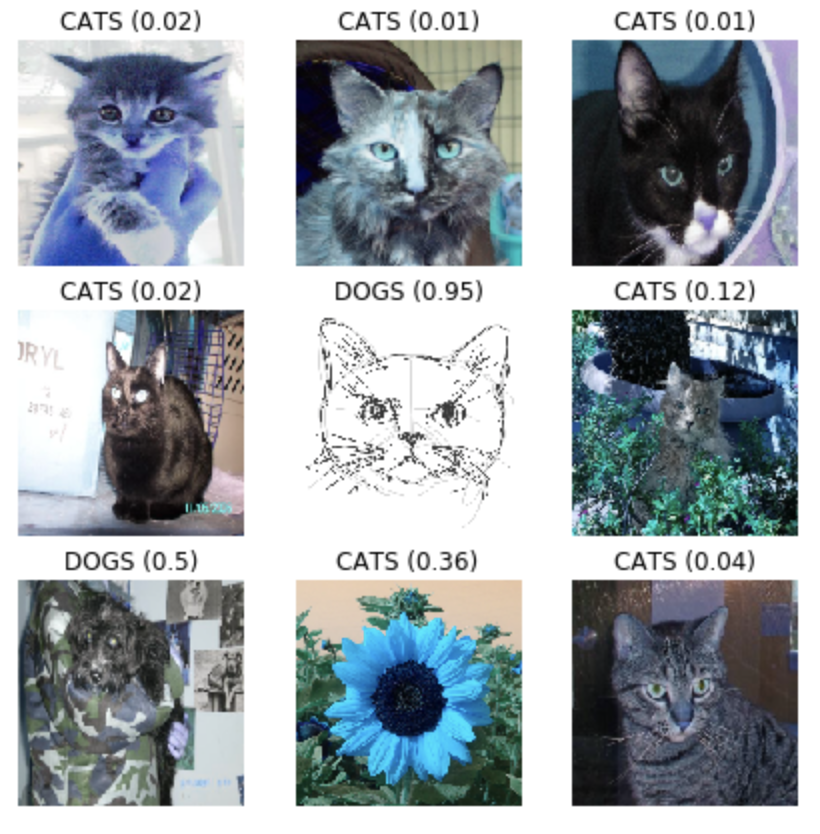 CATS (0.02)
CATS (0.01)
CATS (0.01)
CATS (0.02)
DOGS (0.95)
CATS (0.12)
DOGS (0.5)
CATS (0.36)
CATS (0.04)